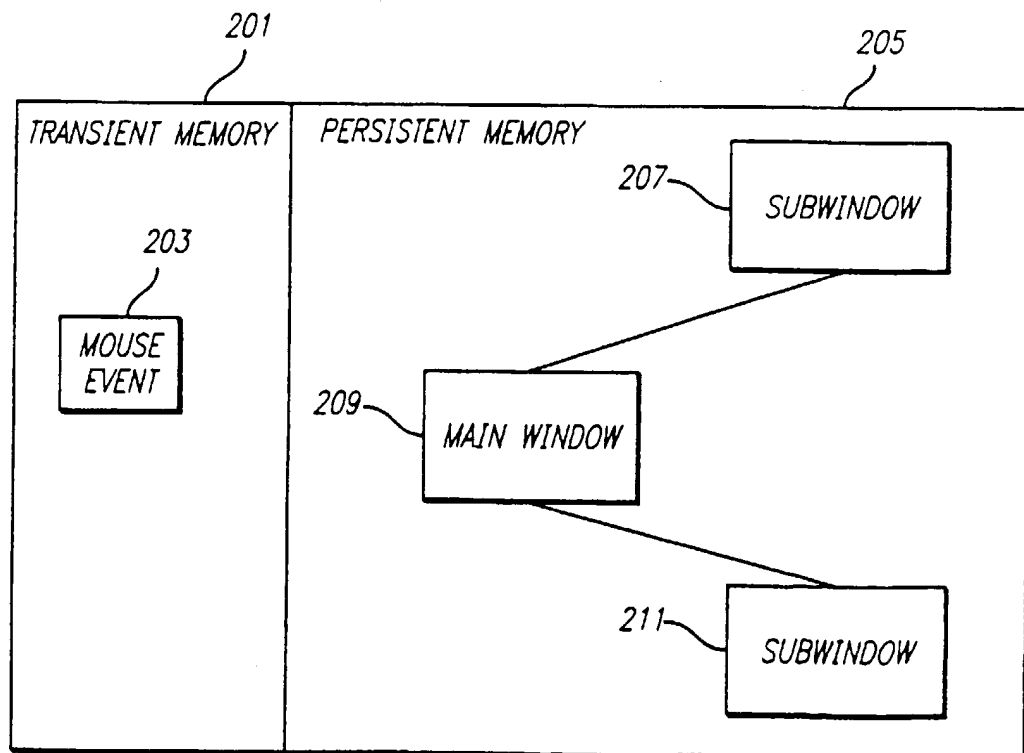 201
205
TRANSIENT MEMORY
PERSISTENT MEMORY
207
SUBWINDOW
203
MOUSE
EVENT
209
MAIN WINDOW
211
SUBWINDOW